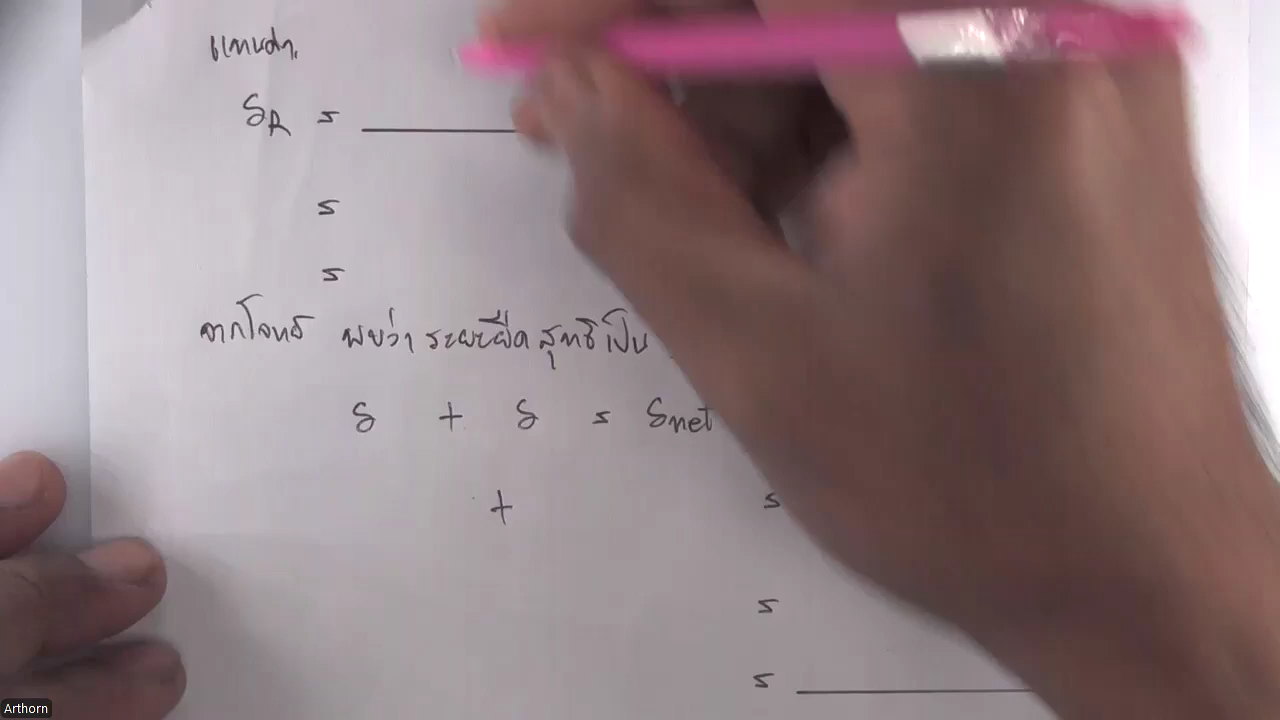 แทนค่า
δR =
=
=
จากโจทย์ พบว่า ระยะยืด สุทธิเป็น
δ + δ = δnet
+ =
=
=
Arthorn